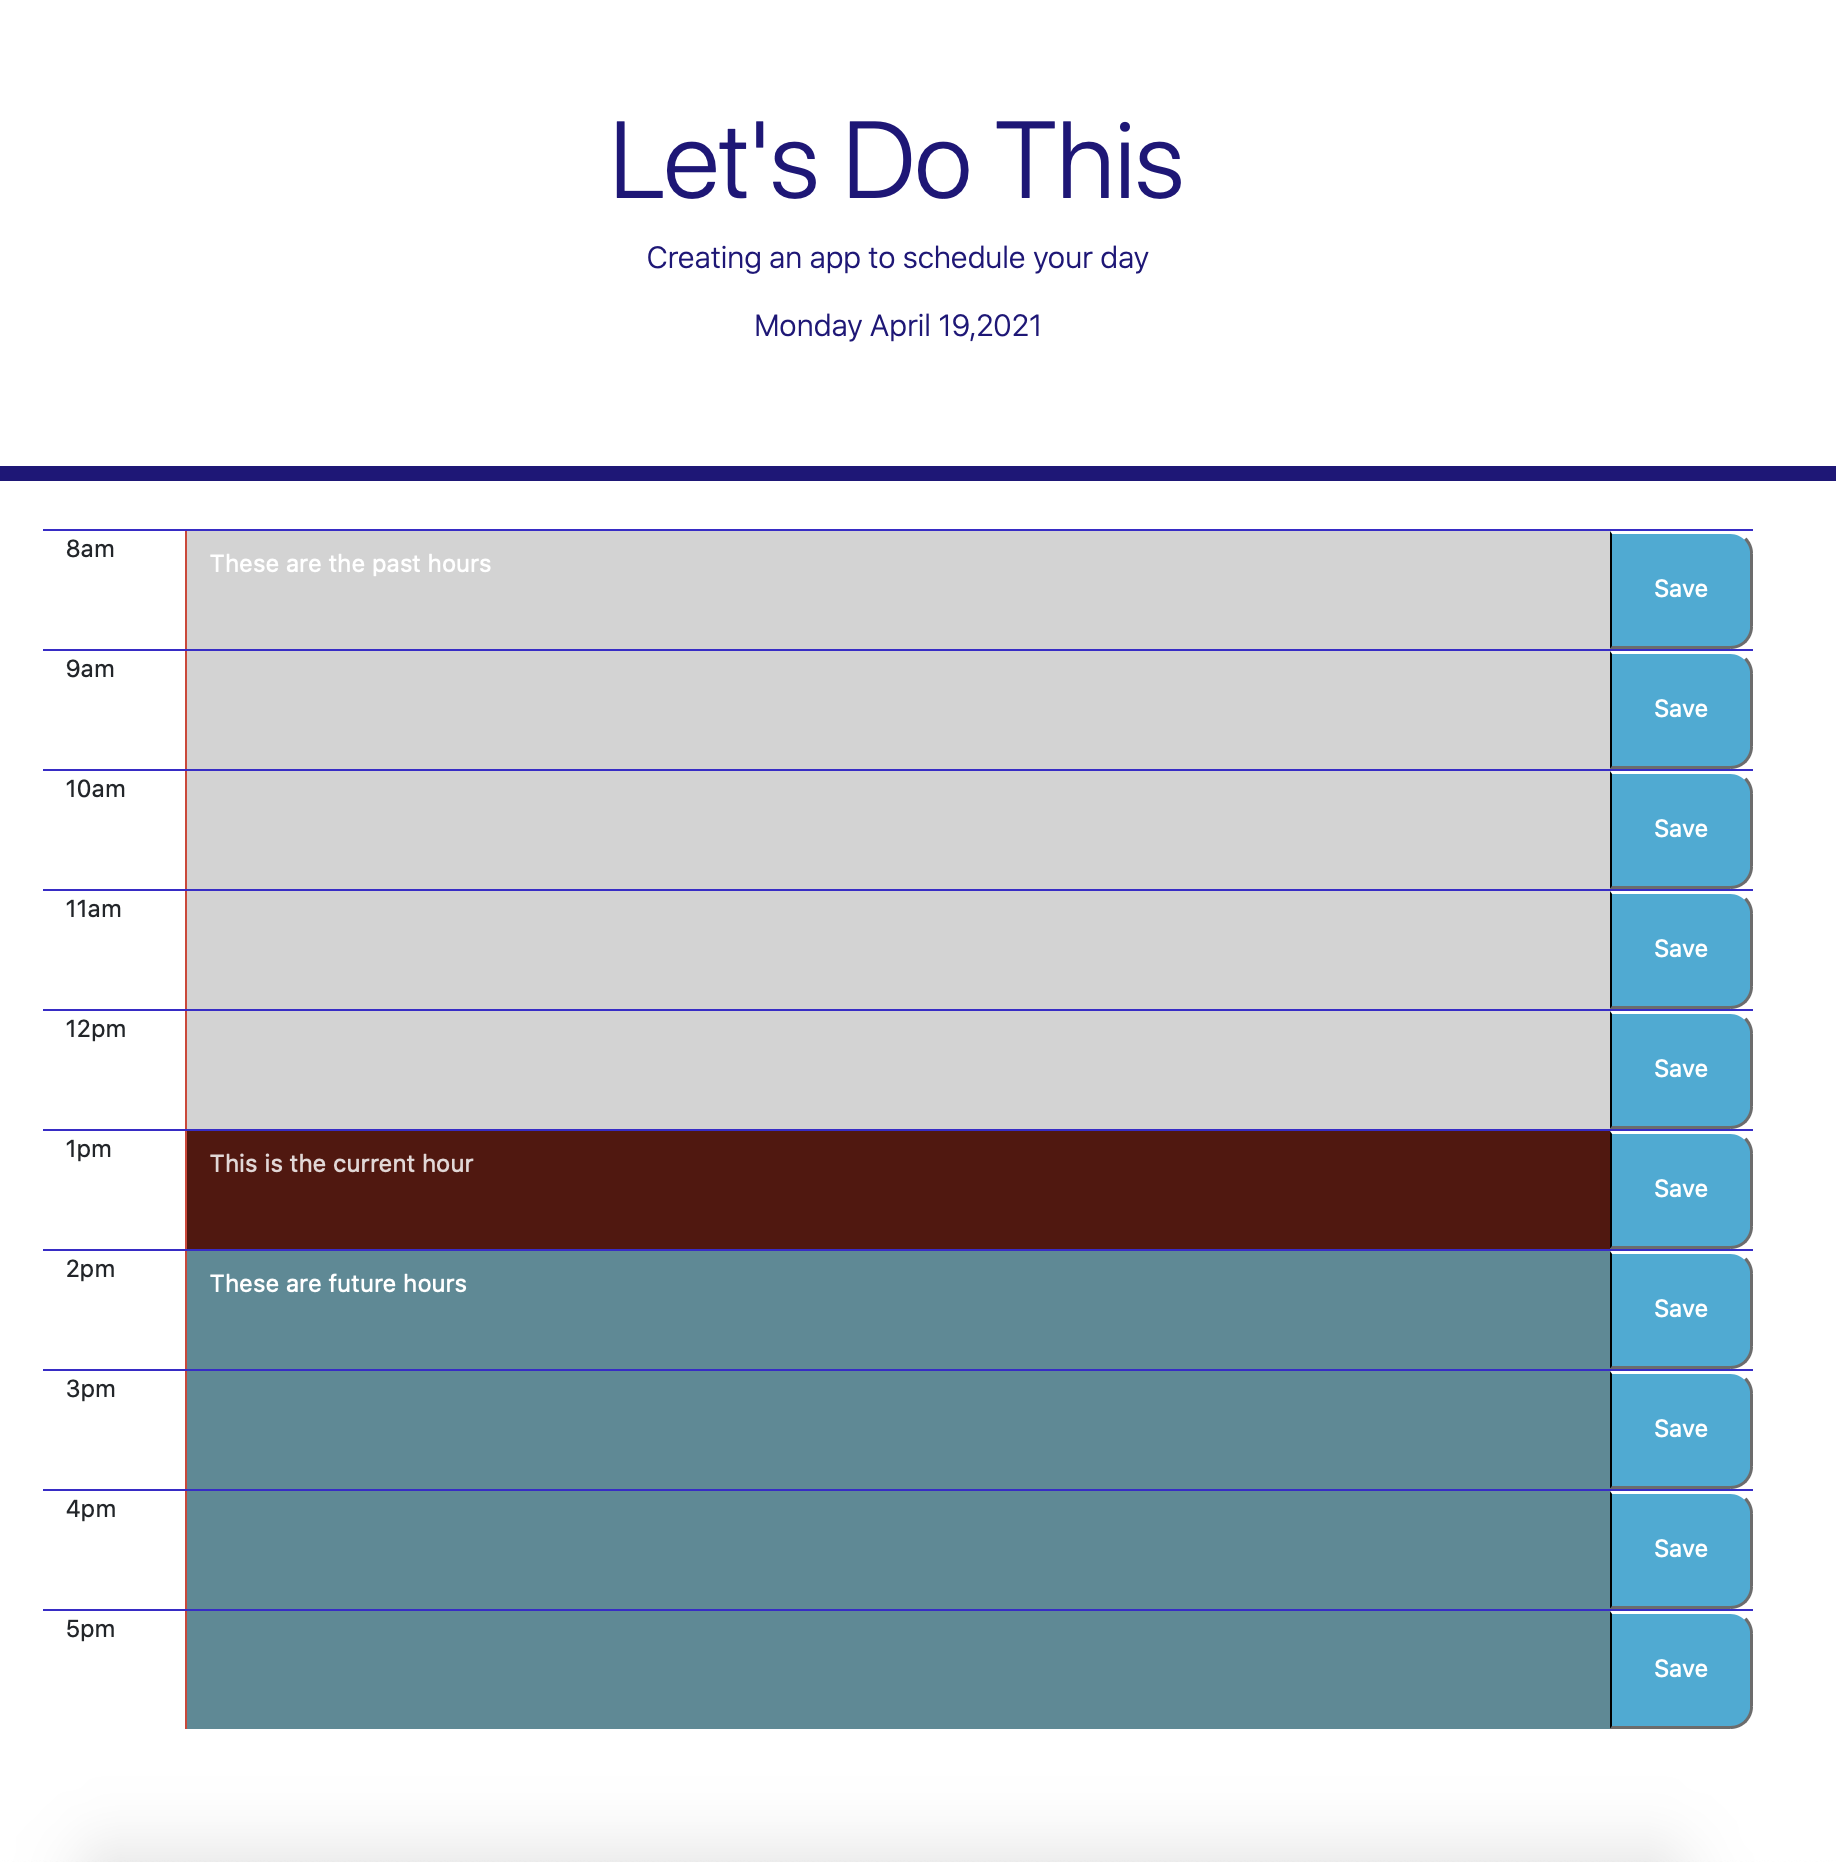 Let's Do This
Creating an app to schedule your day
Monday April 19,2021
8am These are the past hours Save
9am Save
10am Save
11am Save
12pm Save
1pm This is the current hour Save
2pm These are future hours Save
3pm Save
4pm Save
5pm Save